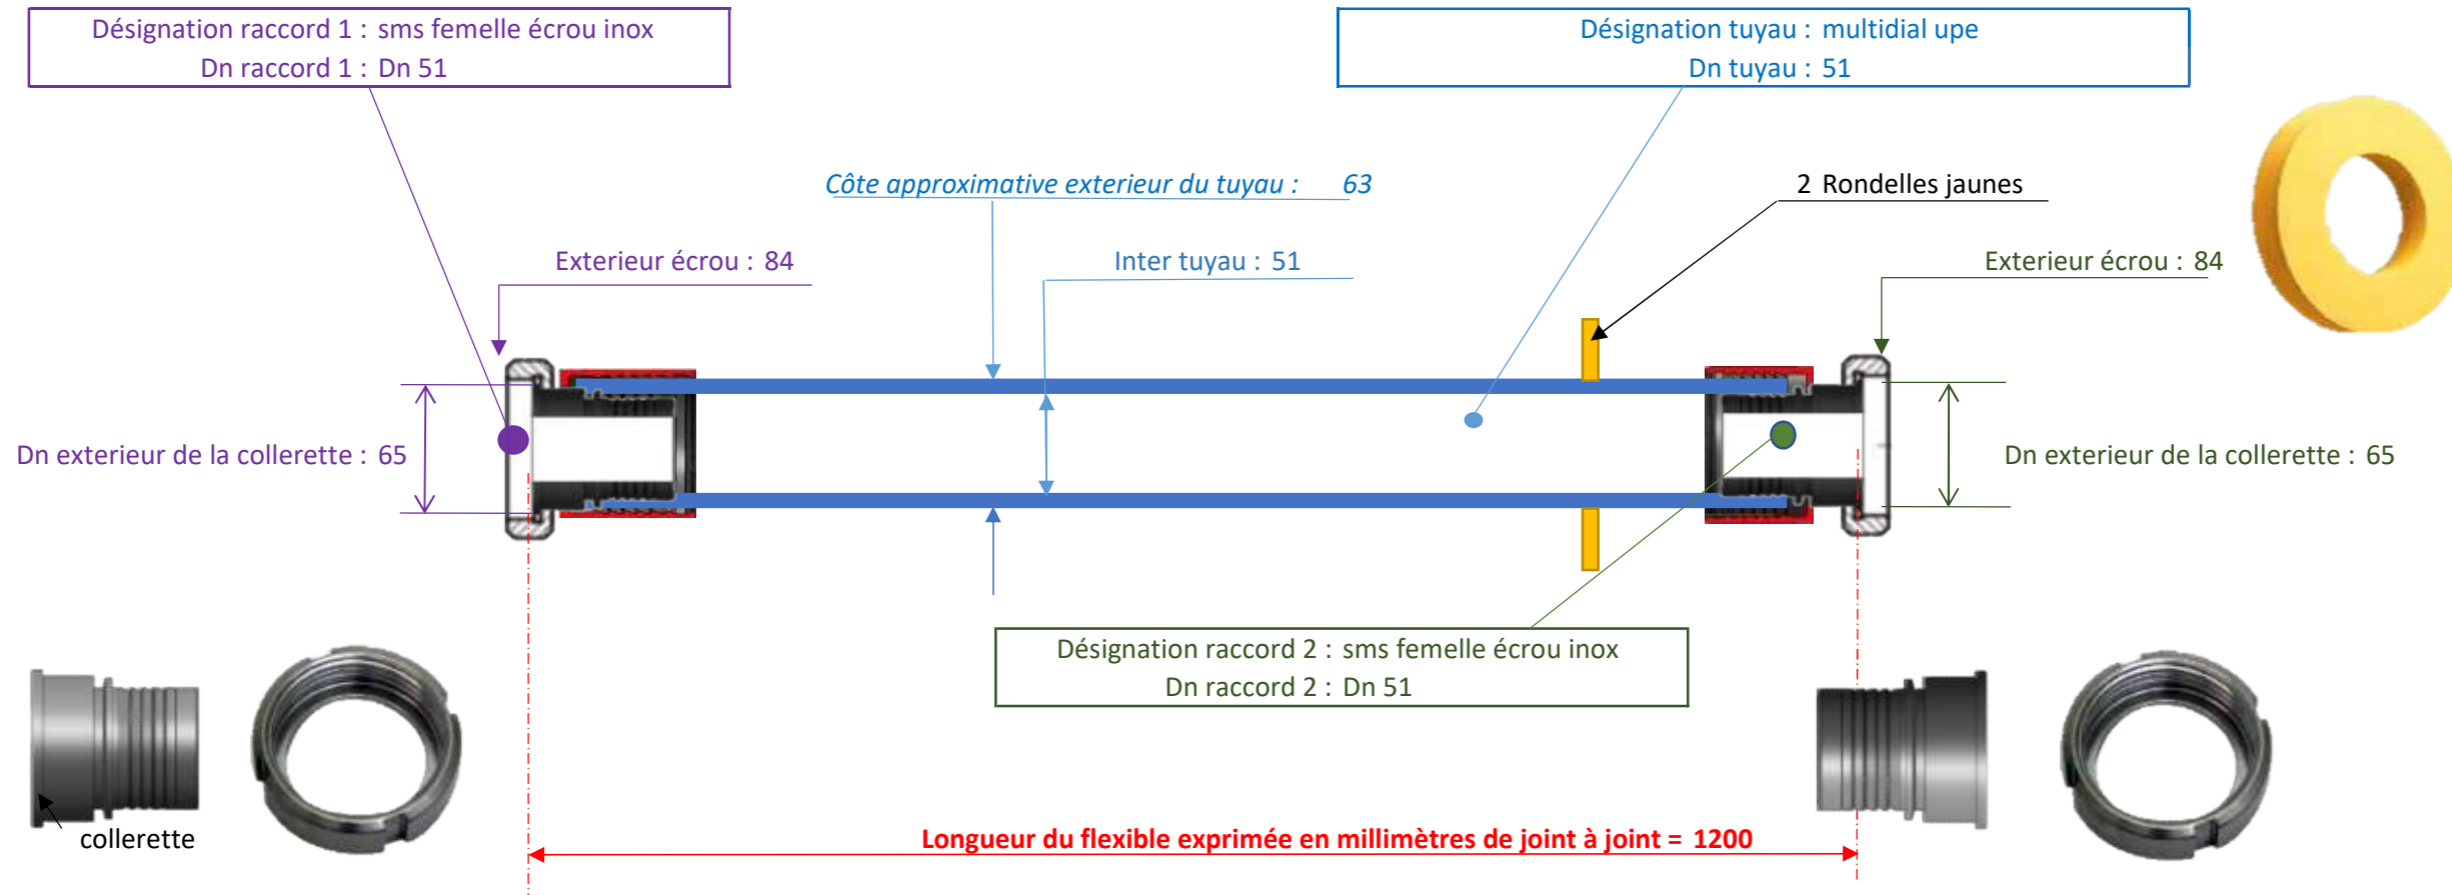 Désignation raccord 1 : sms femelle écrou inox
Dn raccord 1 : Dn 51
Désignation tuyau : multidial upe
Dn tuyau : 51
Côte approximative exterieur du tuyau : 63
2 Rondelles jaunes
Exterieur écrou : 84
Inter tuyau : 51
Exterieur écrou : 84
Dn exterieur de la collerette : 65
Dn exterieur de la collerette : 65
Désignation raccord 2 : sms femelle écrou inox
Dn raccord 2 : Dn 51
collerette
Longueur du flexible exprimée en millimètres de joint à joint = 1200